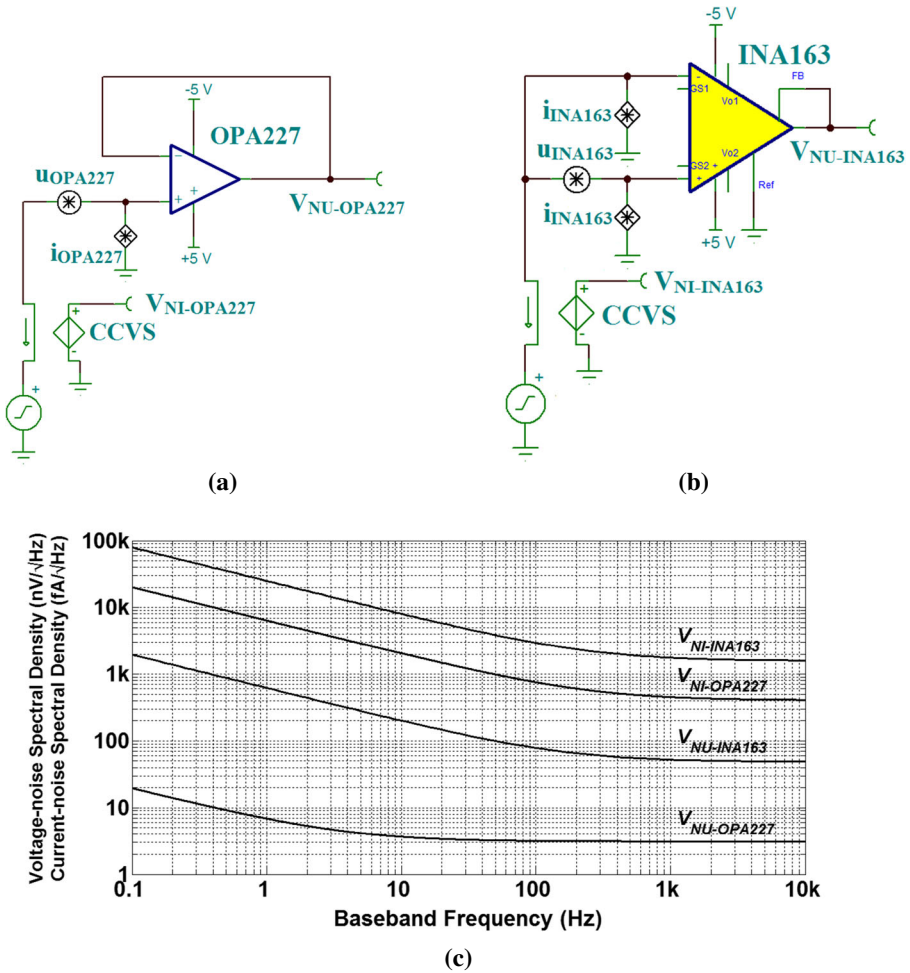 -5 V
OPA227
uOPA227
iOPA227
VNU-OPA227
+5 V
VNI-OPA227
CCVS
-
+
+
+
-
+
(a)
-5 V
INA163
FB
-
GS1
Vo1
iINA163
uINA163
VNU-INA163
GS2
Vo2
+
+
Ref
iINA163
+5 V
VNI-INA163
CCVS
+
-
+
(b)
Voltage-noise Spectral Density (nV/√Hz)
Current-noise Spectral Density (fA/√Hz)
100k
10k
1k
100
10
1
VNI-INA163
VNI-OPA227
VNU-INA163
VNU-OPA227
0.1 1 10 100 1k 10k
Baseband Frequency (Hz)
(c)